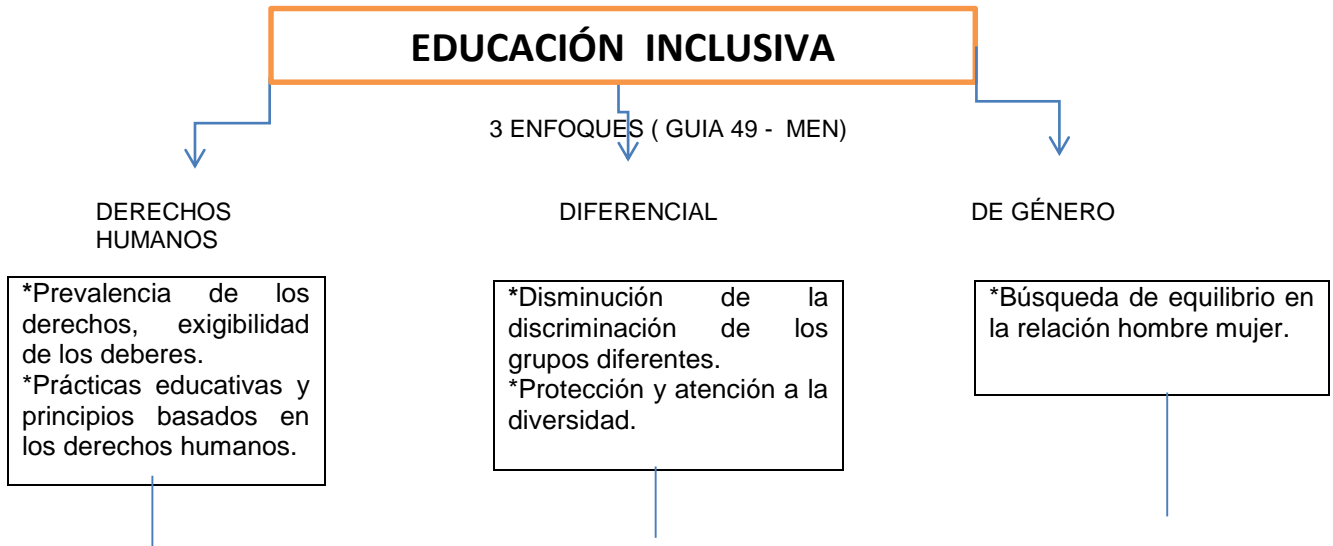 EDUCACIÓN INCLUSIVA
3 ENFOQUES ( GUIA 49 - MEN)
DERECHOS
HUMANOS
*Prevalencia de los
derechos, exigibilidad
de los deberes.
*Prácticas educativas y
principios basados en
los derechos humanos.
DIFERENCIAL
*Disminución de la
discriminación de los
grupos diferentes.
*Protección y atención a la
diversidad.
DE GÉNERO
*Búsqueda de equilibrio en
la relación hombre mujer.